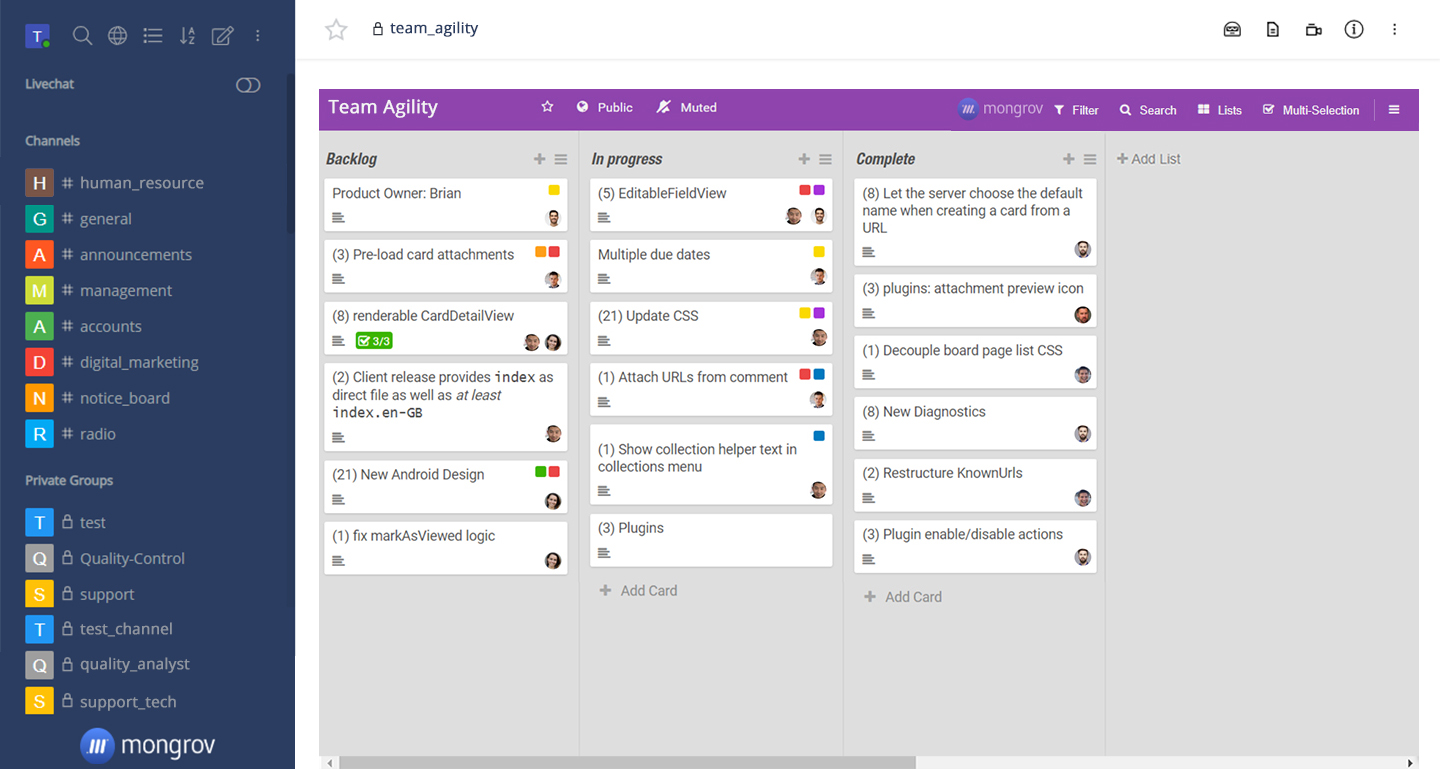 T
Livechat
Channels
H # human_resource
G # general
A # announcements
M # management
A # accounts
D # digital_marketing
N # notice_board
R # radio
Private Groups
T test
Q Quality-Control
S support
T test_channel
Q quality_analyst
S support_tech
mongrov
team_agility
Team Agility
Public
Muted
mongrov
Filter
Search
Lists
Multi-Selection
Backlog
Product Owner: Brian
(3) Pre-load card attachments
(8) renderable CardDetailView
3/3
(2) Client release provides index as
direct file as well as at least
index.en-GB
(21) New Android Design
(1) fix markAsViewed logic
In progress
(5) EditableFieldView
Multiple due dates
(21) Update CSS
(1) Attach URLs from comment
(1) Show collection helper text in
collections menu
(3) Plugins
+ Add Card
Complete
(8) Let the server choose the default
name when creating a card from a
URL
(3) plugins: attachment preview icon
(1) Decouple board page list CSS
(8) New Diagnostics
(2) Restructure KnownUrls
(3) Plugin enable/disable actions
+ Add Card
+ Add List